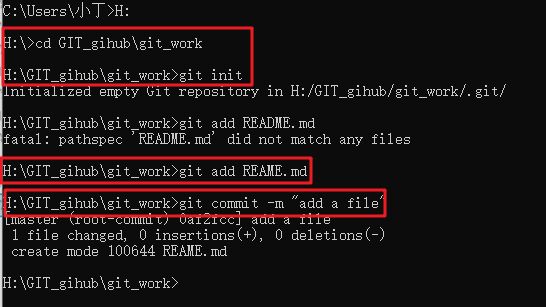 C:\Users\小丁>H:
H:\>cd GIT_gihub\git_work
H:\GIT_gihub\git_work>git init
Initialized empty Git repository in H:/GIT_gihub/git_work/.git/
H:\GIT_gihub\git_work>git add README.md
fatal: pathspec 'README.md' did not match any files
H:\GIT_gihub\git_work>git add REAME.md
H:\GIT_gihub\git_work>git commit -m "add a file"
[master (root-commit) 0af2fcc] add a file
1 file changed, 0 insertions(+), 0 deletions(-)
create mode 100644 REAME.md
H:\GIT_gihub\git_work>